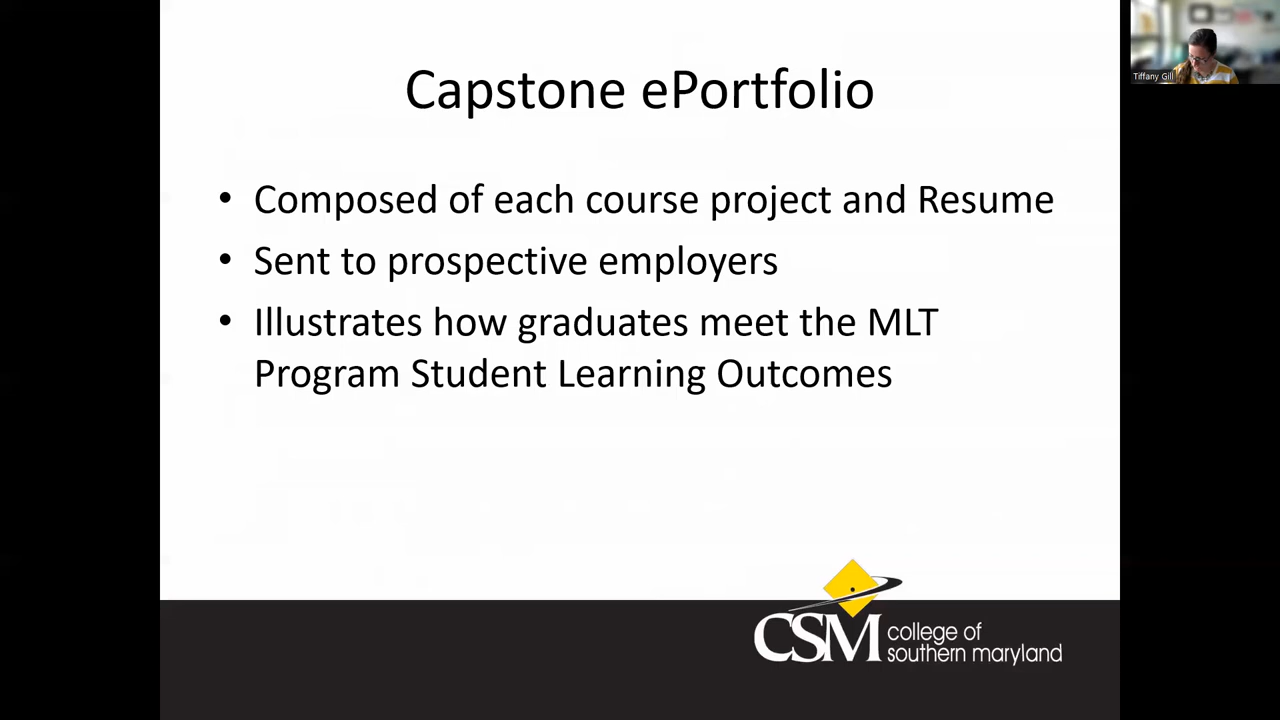 Tiffany Gill
Capstone ePortfolio
• Composed of each course project and Resume
• Sent to prospective employers
• Illustrates how graduates meet the MLT
Program Student Learning Outcomes
CSM college of
southern maryland